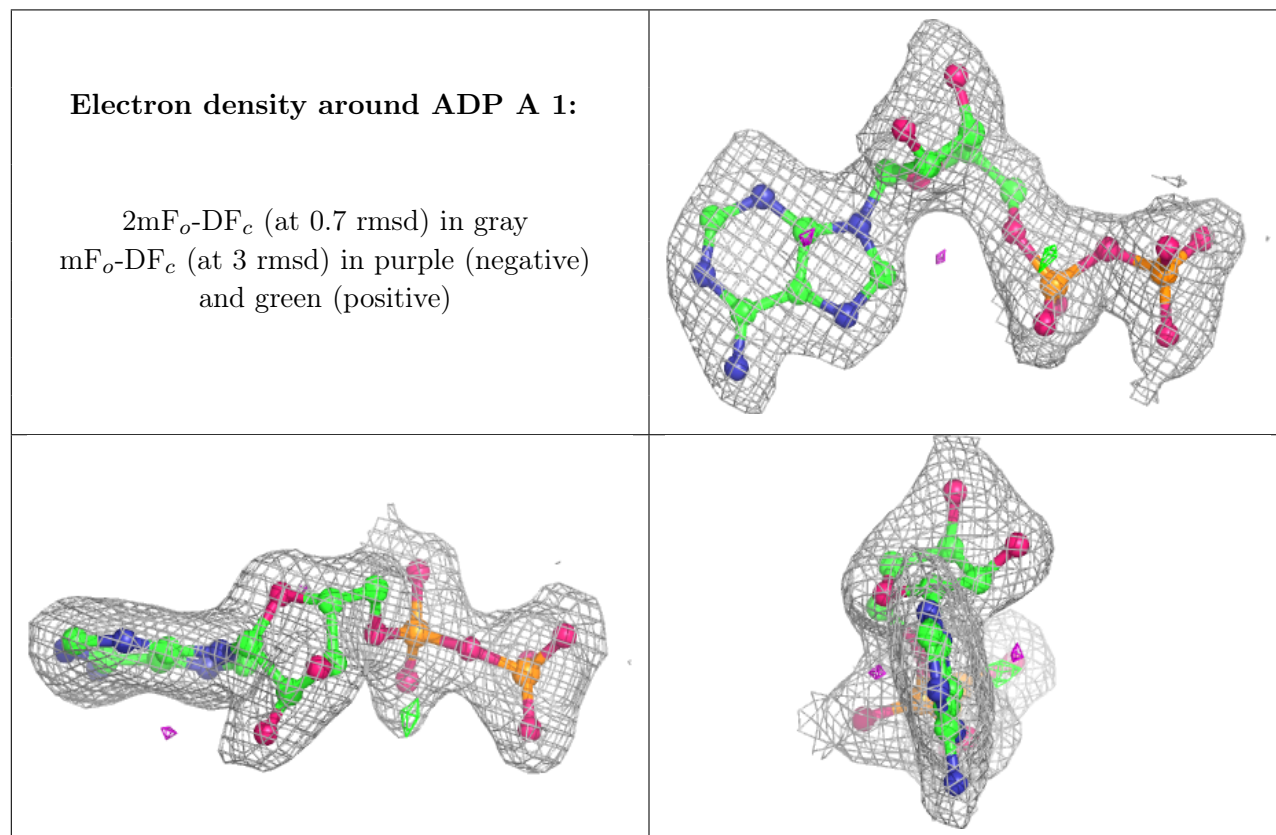 Electron density around ADP A 1:
2mFo-DFc (at 0.7 rmsd) in gray
mFo-DFc (at 3 rmsd) in purple (negative)
and green (positive)